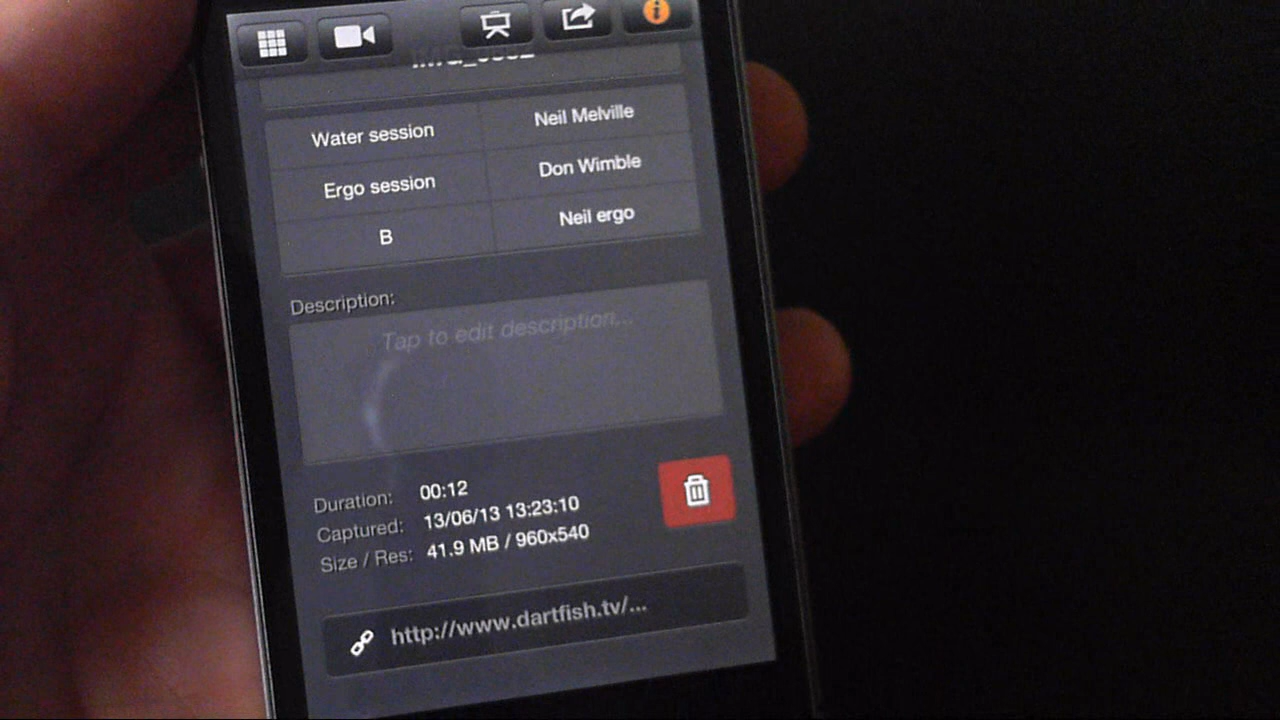 Water session Neil Melville
Ergo session Don Wimble
B Neil ergo
Description:
Tap to edit description...
Duration: 00:12
Captured: 13/06/13 13:23:10
Size / Res: 41.9 MB / 960x540
http://www.dartfish.tv/...